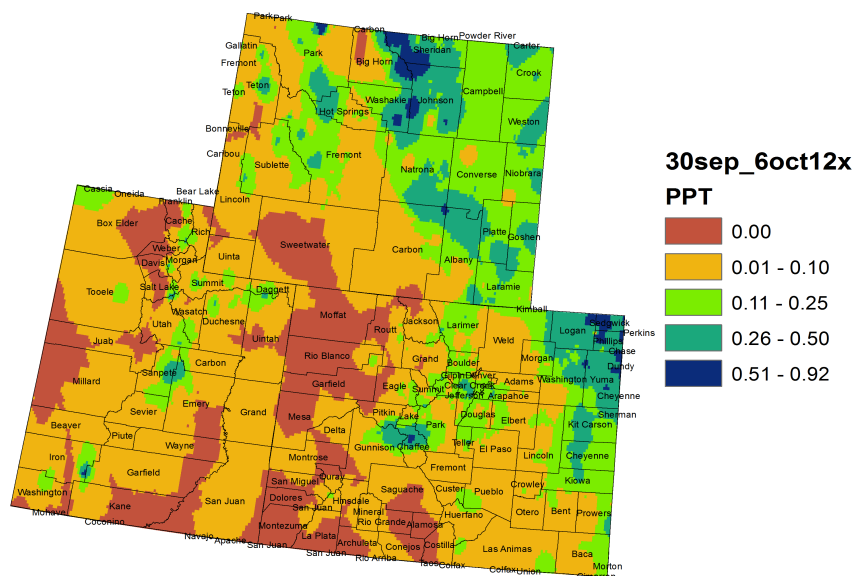 Park Park
Carbon
Big Horn Powder River
Gallatin
Park
Sheridan
Carter
Fremont
Big Horn
Crook
Teton
Teton
Washakie
Johnson
Campbell
Hot Springs
Weston
Bonneville
Caribou
Sublette
Fremont
Natrona
Converse
Niobrara
Cassia
Oneida
Bear Lake
Franklin
Lincoln
Box Elder
Cache
Rich
Platte
Goshen
Weber
Sweetwater
Carbon
Davis
Morgan
Uinta
Albany
Tooele
Salt Lake
Summit
Daggett
Laramie
Wasatch
Kimball
Utah
Duchesne
Moffat
Jackson
Larimer
Logan
Sedgwick
Perkins
Juab
Uintah
Routt
Weld
Phillips
Chase
Millard
Sanpete
Carbon
Rio Blanco
Grand
Boulder
Morgan
Washington
Yuma
Dundy
Garfield
Eagle
Summit
Gilpin
Denver
Clear Creek
Adams
Jefferson
Arapahoe
Cheyenne
Sevier
Emery
Grand
Mesa
Pitkin
Lake
Park
Douglas
Elbert
Kit Carson
Sherman
Beaver
Piute
Wayne
Delta
Gunnison
Chaffee
Teller
El Paso
Lincoln
Cheyenne
Iron
Garfield
Montrose
Fremont
Kiowa
Washington
San Juan
San Miguel
Ouray
Saguache
Custer
Pueblo
Crowley
Dolores
Hinsdale
San Juan
Mineral
Otero
Bent
Prowers
Mohave
Kane
Coconino
Montezuma
La Plata
Rio Grande
Alamosa
Huerfano
Navajo
Apache
San Juan
Archuleta
Conejos
Costilla
Las Animas
Baca
San Juan
Rio Arriba
Taos
Colfax
Colfax
Union
Morton
Cimarron
30sep_6oct12x
PPT
0.00
0.01 - 0.10
0.11 - 0.25
0.26 - 0.50
0.51 - 0.92